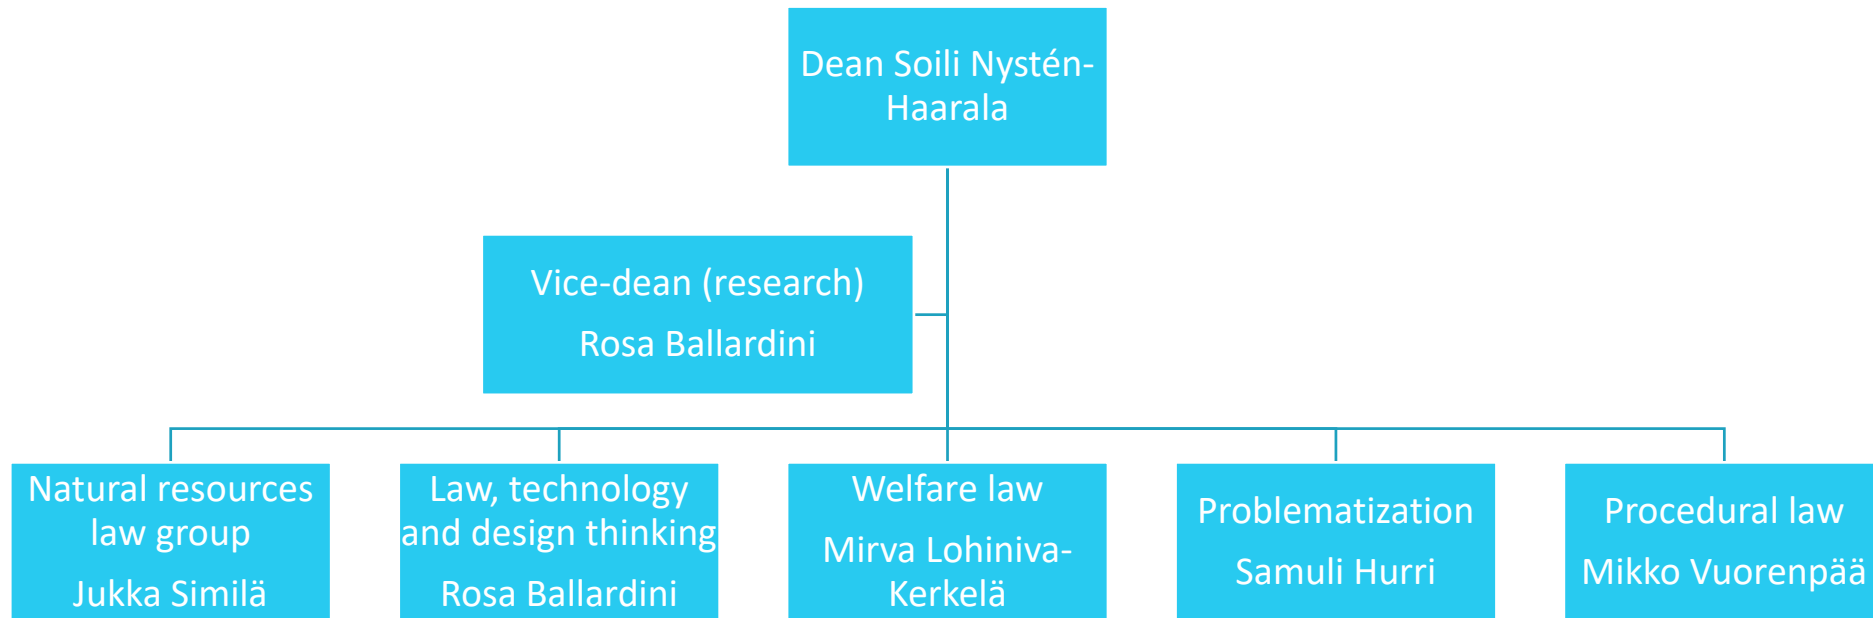 Dean Soili Nystén-
Haarala
Vice-dean (research)
Rosa Ballardini
Natural resources
law group
Jukka Similä
Law, technology
and design thinking
Rosa Ballardini
Welfare law
Mirva Lohiniva-
Kerkelä
Problematization
Samuli Hurri
Procedural law
Mikko Vuorenpää